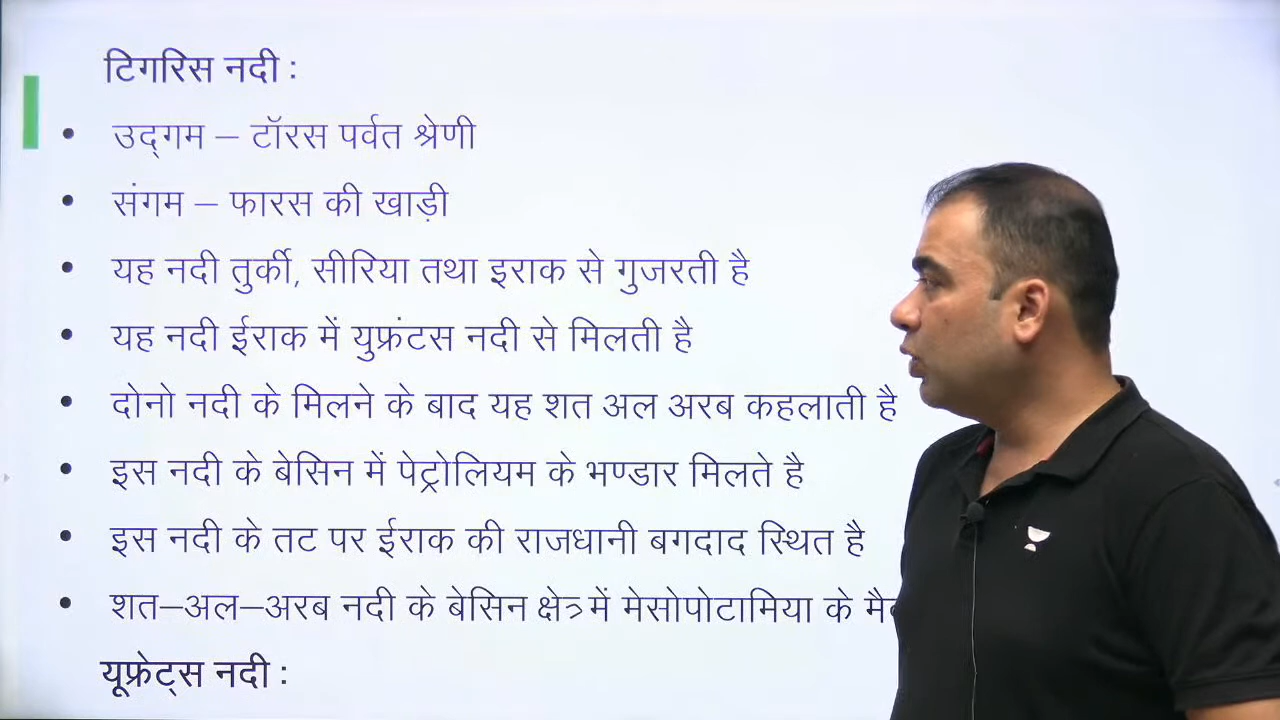 टिगरिस नदी :
• उद्गम – टॉरस पर्वत श्रेणी
• संगम – फारस की खाड़ी
• यह नदी तुर्की, सीरिया तथा इराक से गुजरती है
• यह नदी ईराक में युफ्रंटस नदी से मिलती है
• दोनो नदी के मिलने के बाद यह शत अल अरब कहलाती है
• इस नदी के बेसिन में पेट्रोलियम के भण्डार मिलते है
• इस नदी के तट पर ईराक की राजधानी बगदाद स्थित है
• शत–अल–अरब नदी के बेसिन क्षेत्र में मेसोपोटामिया के
यूफ्रेट्स नदी :